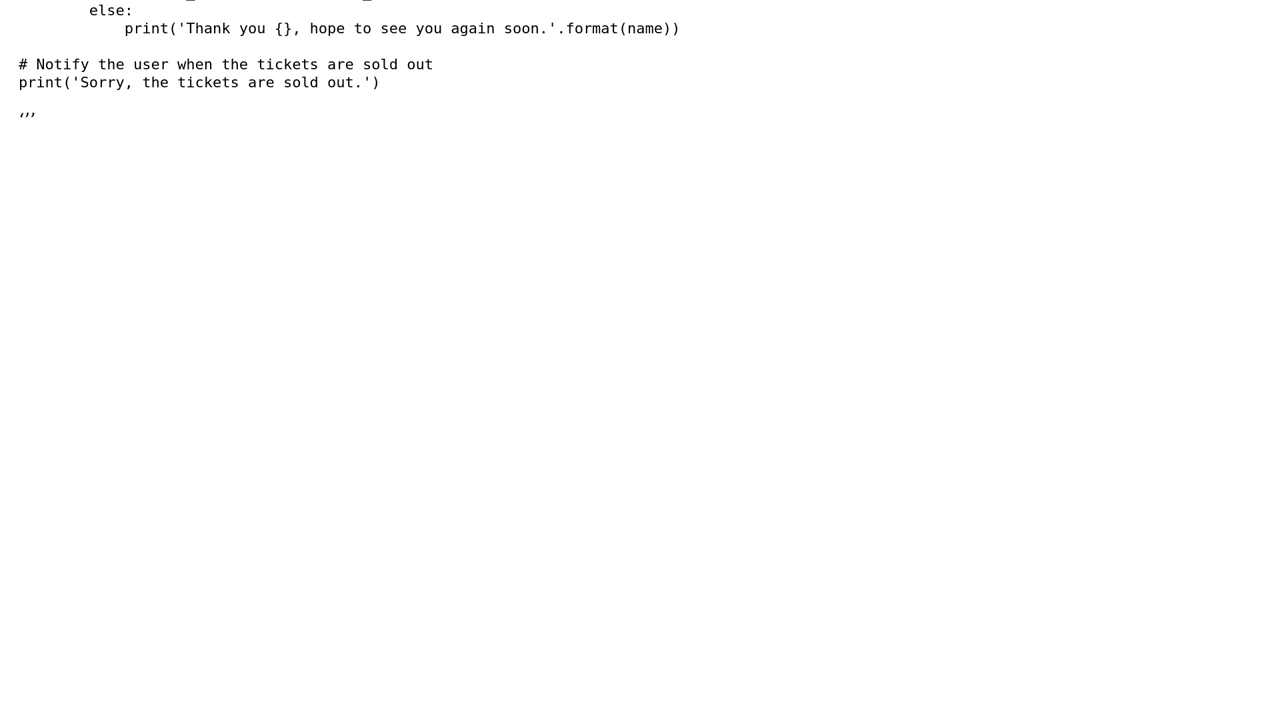 else:
print('Thank you {}, hope to see you again soon.'.format(name))
# Notify the user when the tickets are sold out
print('Sorry, the tickets are sold out.')
‘’’